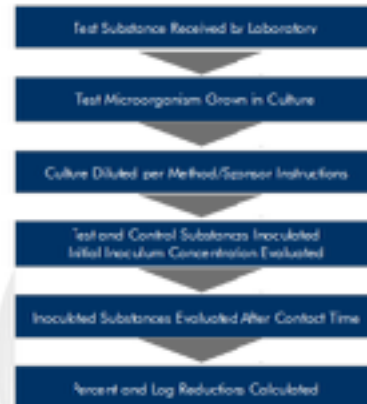 Test Substance Received by Laboratory
Test Microorganism Grown in Culture
Culture Diluted per Method/Sponsor Instructions
Test and Control Substances Inoculated
Initial Inoculum Concentration Evaluated
Inoculated Substances Evaluated After Contact Time
Percent and Log Reductions Calculated